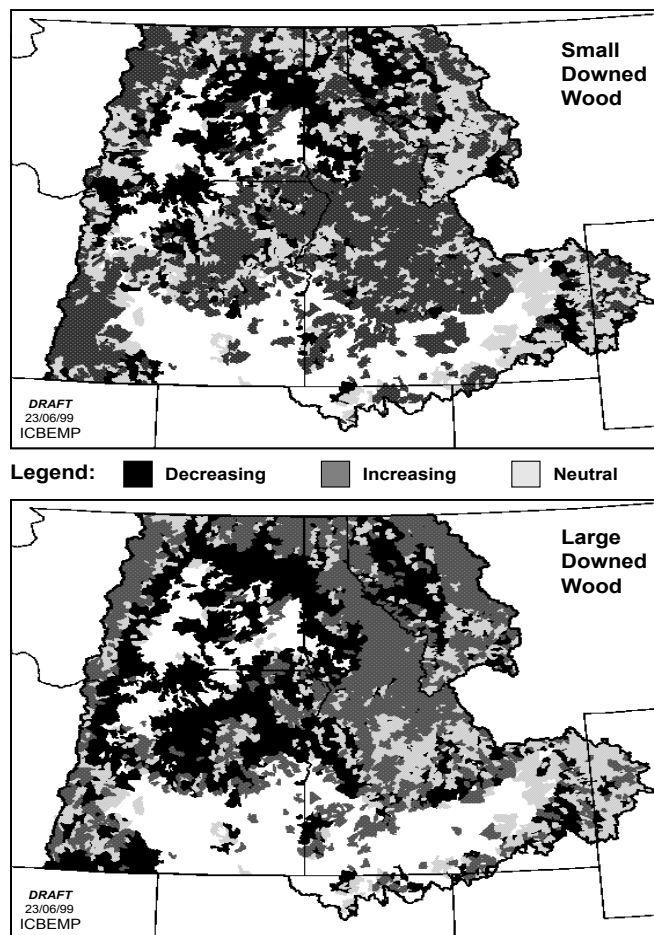 Small
Downed
Wood
DRAFT
23/06/99
ICBEMP
Legend: Decreasing Increasing Neutral
Large
Downed
Wood
DRAFT
23/06/99
ICBEMP